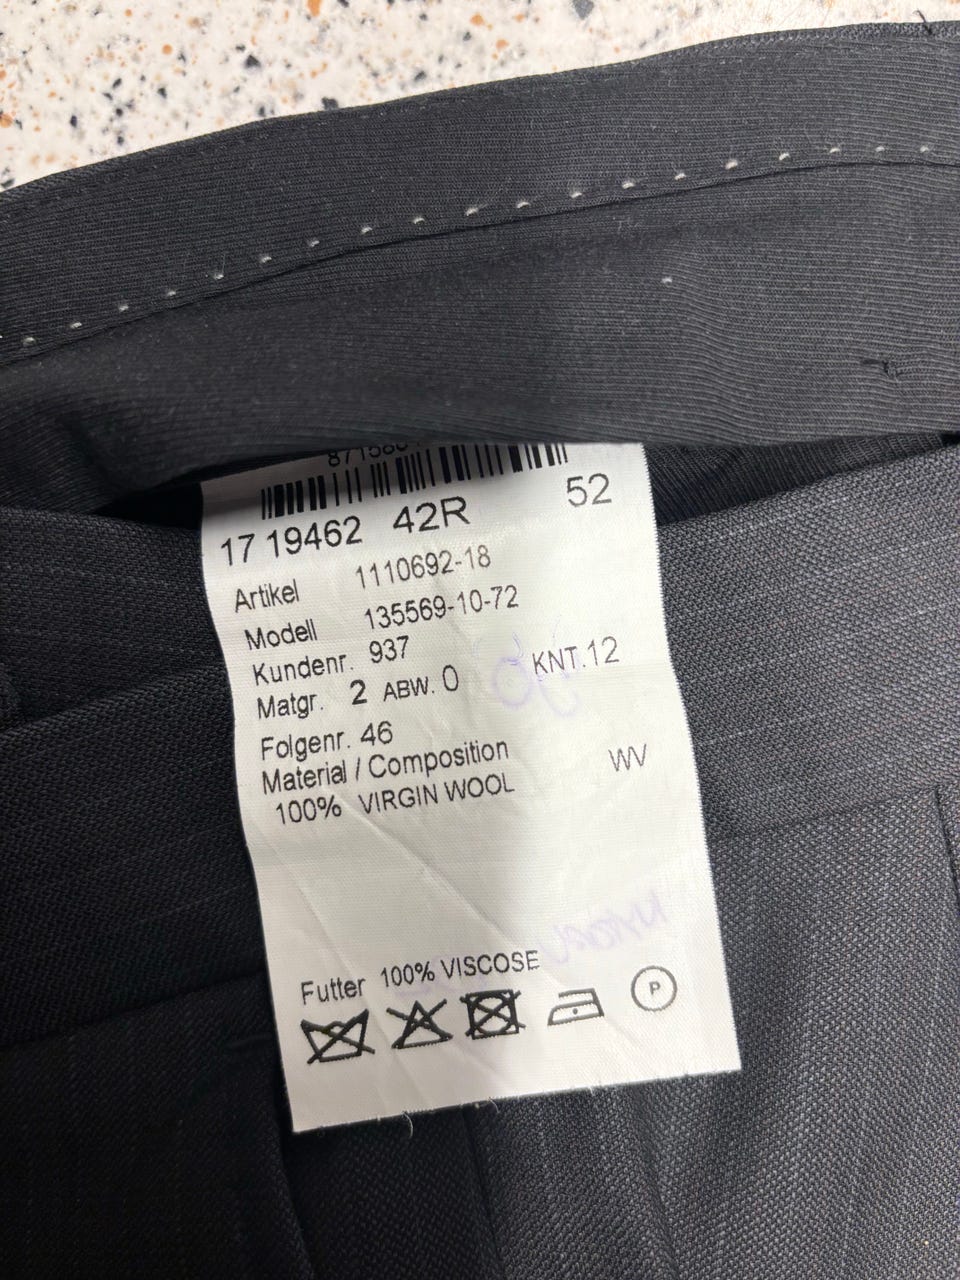 17 19462 42R 52
Artikel 1110692-18
Modell 135569-10-72
Kundenr. 937
Matgr. 2 ABW. 0 KNT.12
Folgenr. 46
Material / Composition WV
100% VIRGIN WOOL
Futter 100% VISCOSE
P